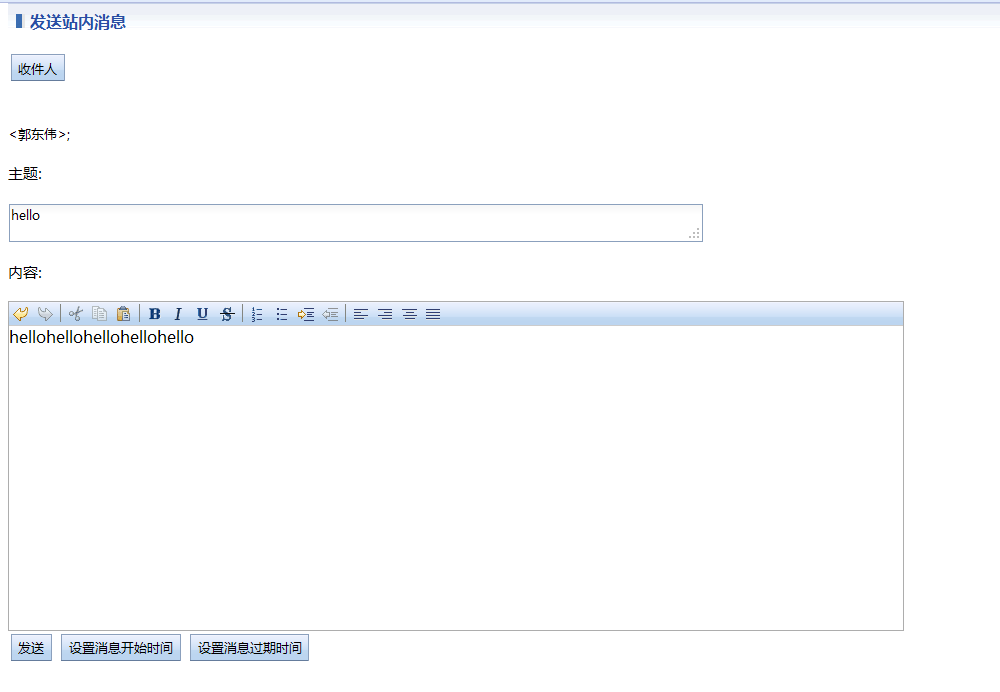 发送站内消息
收件人
<郭东伟>;
主题:
hello
内容:
B I U S
hellohellohellohellohello
发送 设置消息开始时间 设置消息过期时间